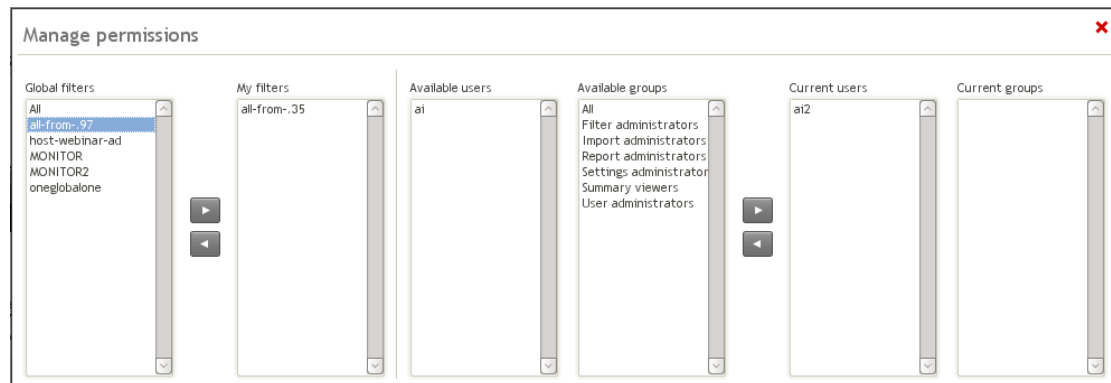 Manage permissions
Global filters
All
all-from-.97
host-webinar-ad
MONITOR
MONITOR2
oneglobalone
My filters
all-from-.35
Available users
ai
Available groups
All
Filter administrators
Import administrators
Report administrators
Settings administrator
Summary viewers
User administrators
Current users
ai2
Current groups